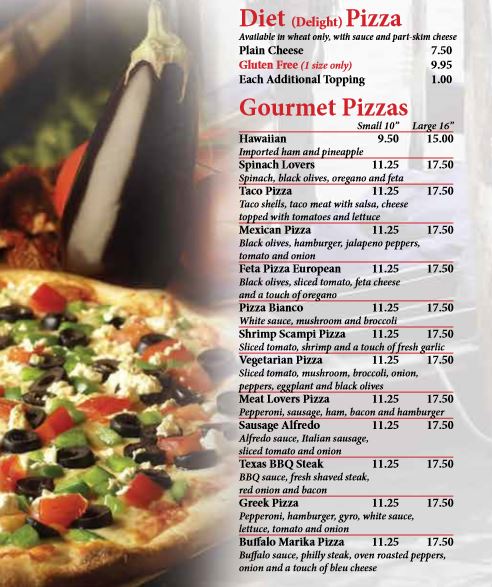 Diet (Delight) Pizza
Available in wheat only, with sauce and part-skim cheese
Plain Cheese 7.50
Gluten Free (1 size only) 9.95
Each Additional Topping 1.00
Gourmet Pizzas
Small 10" Large 16"
Hawaiian 9.50 15.00
Imported ham and pineapple
Spinach Lovers 11.25 17.50
Spinach, black olives, oregano and feta
Taco Pizza 11.25 17.50
Taco shells, taco meat with salsa, cheese
topped with tomatoes and lettuce
Mexican Pizza 11.25 17.50
Black olives, hamburger, jalapeno peppers,
tomato and onion
Feta Pizza European 11.25 17.50
Black olives, sliced tomato, feta cheese
and a touch of oregano
Pizza Bianco 11.25 17.50
White sauce, mushroom and broccoli
Shrimp Scampi Pizza 11.25 17.50
Sliced tomato, shrimp and a touch of fresh garlic
Vegetarian Pizza 11.25 17.50
Sliced tomato, mushroom, broccoli, onion,
peppers, eggplant and black olives
Meat Lovers Pizza 11.25 17.50
Pepperoni, sausage, ham, bacon and hamburger
Sausage Alfredo 11.25 17.50
Alfredo sauce, Italian sausage,
sliced tomato and onion
Texas BBQ Steak 11.25 17.50
BBQ sauce, fresh shaved steak,
red onion and bacon
Greek Pizza 11.25 17.50
Pepperoni, hamburger, gyro, white sauce,
lettuce, tomato and onion
Buffalo Marika Pizza 11.25 17.50
Buffalo sauce, philly steak, oven roasted peppers,
onion and a touch of bleu cheese